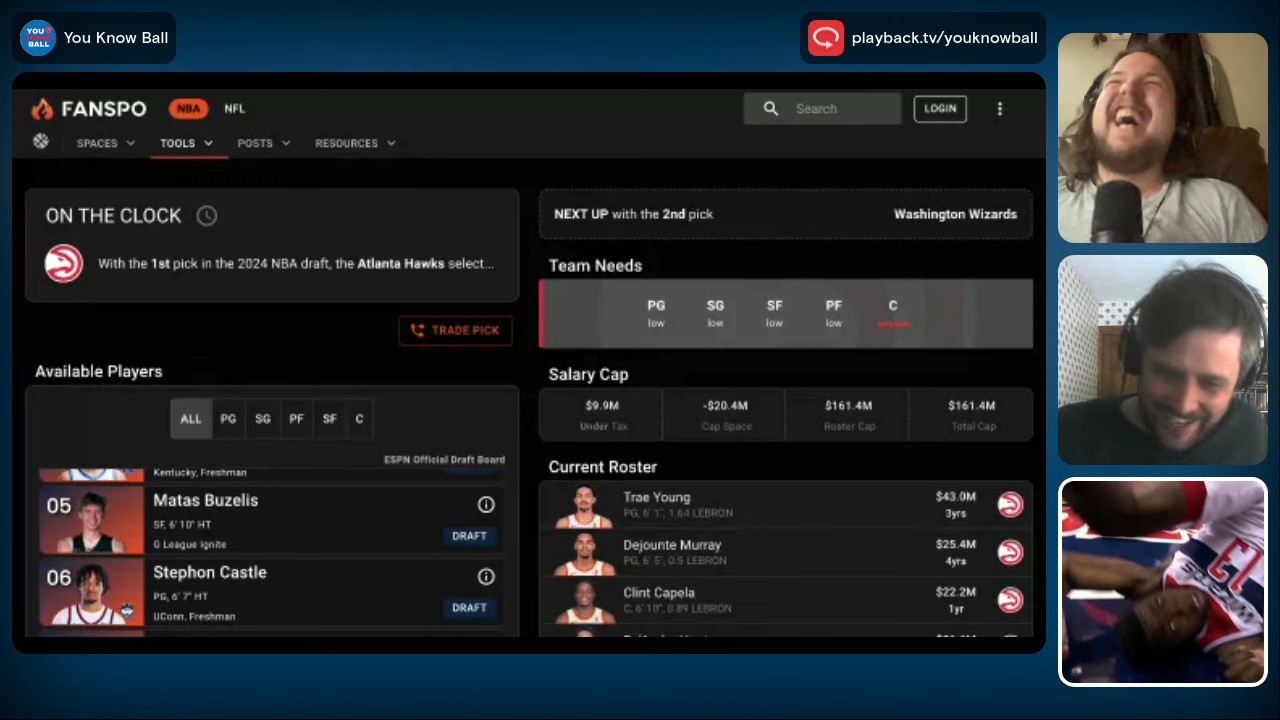 You Know Ball
playback.tv/youknowball
YOU
BALL
FANSPO
NBA
NFL
Search
LOGIN
SPACES
TOOLS
POSTS
RESOURCES
ON THE CLOCK
With the 1st pick in the 2024 NBA draft, the Atlanta Hawks select...
TRADE PICK
NEXT UP with the 2nd pick
Washington Wizards
Team Needs
PG SG SF PF C
low low low low
Available Players
ALL PG SG PF SF C
ESPN Official Draft Board
Kentucky, Freshman
05 Matas Buzelis
SF, 6' 10" HT
G League Ignite
DRAFT
06 Stephon Castle
PG, 6' 7" HT
UConn, Freshman
DRAFT
Salary Cap
$9.9M -$20.4M $161.4M $161.4M
Under Tax Cap Space Roster Cap Total Cap
Current Roster
Trae Young $43.0M
PG, 6' 1", 1.64 LEBRON 3yrs
Dejounte Murray $25.4M
PG, 6' 5", 0.5 LEBRON 4yrs
Clint Capela $22.2M
C, 6' 10", 0.89 LEBRON 1yr
13